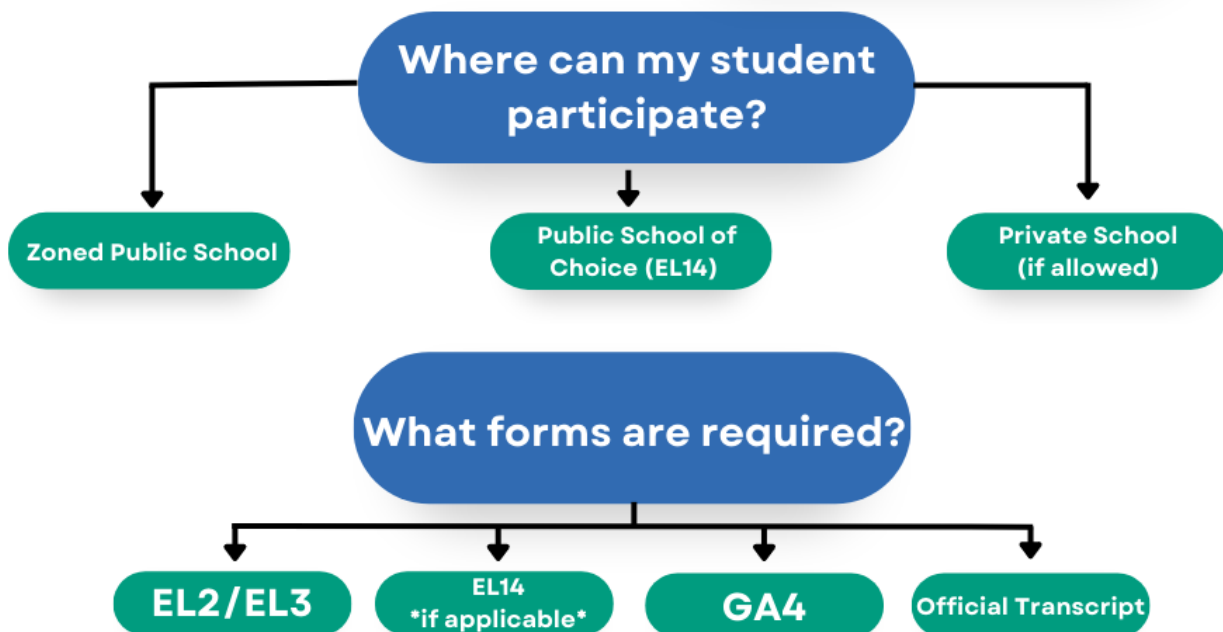 Where can my student
participate?
Zoned Public School
Public School of
Choice (EL14)
Private School
(if allowed)
What forms are required?
EL2/EL3
EL14
*if applicable*
GA4
Official Transcript